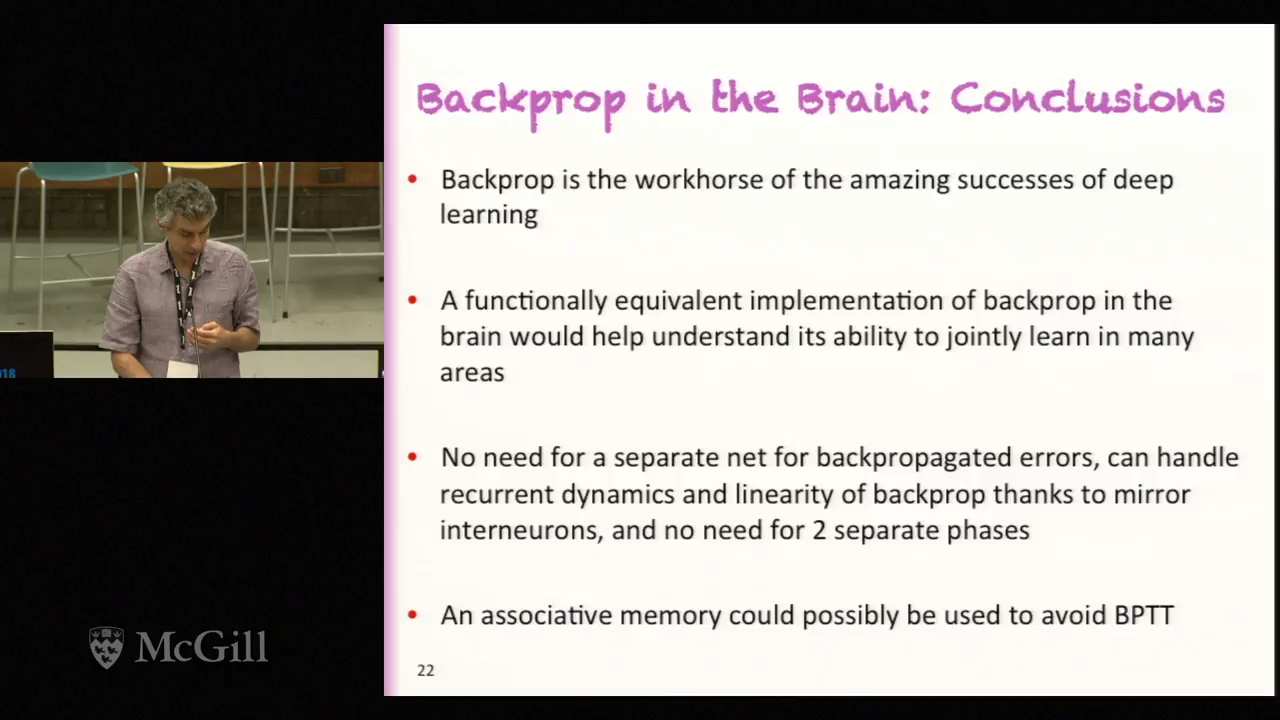 Backprop in the Brain: Conclusions
• Backprop is the workhorse of the amazing successes of deep
learning
• A functionally equivalent implementation of backprop in the
brain would help understand its ability to jointly learn in many
areas
• No need for a separate net for backpropagated errors, can handle
recurrent dynamics and linearity of backprop thanks to mirror
interneurons, and no need for 2 separate phases
• An associative memory could possibly be used to avoid BPTT
22
018
McGill